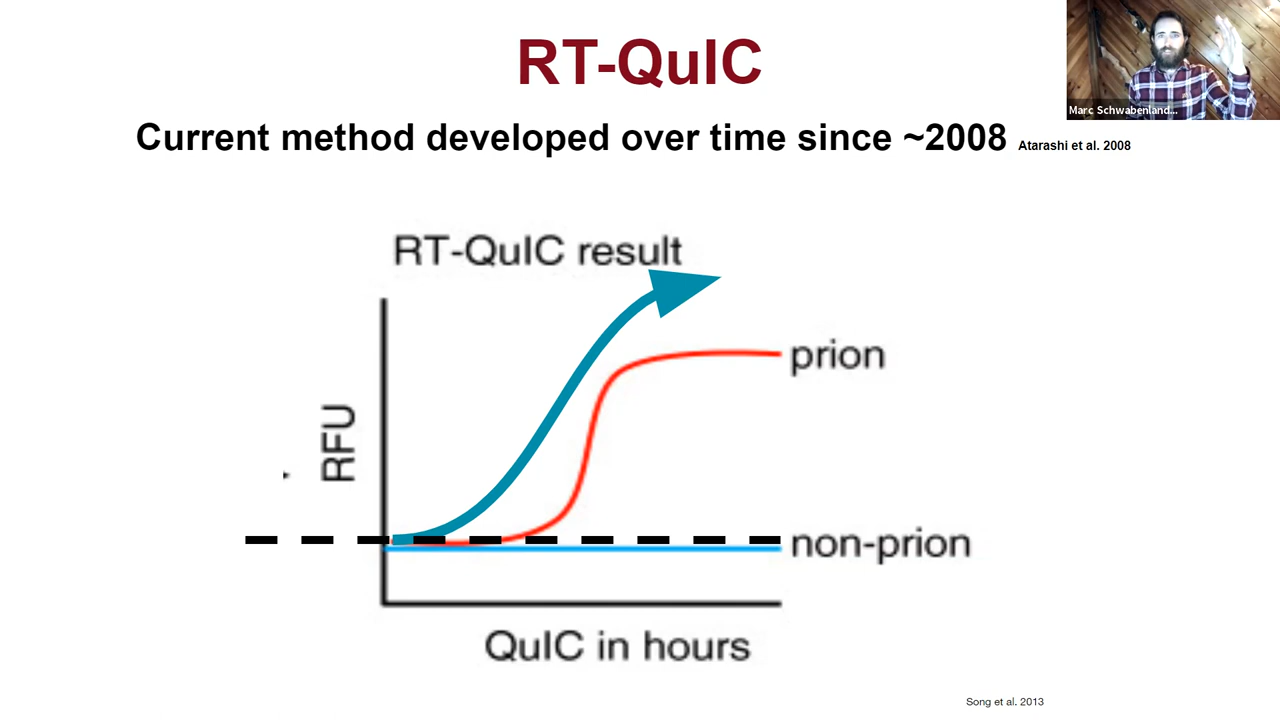 RT-QuIC
Marc Schwabenland...
Current method developed over time since ~2008 Atarashi et al. 2008
RT-QuIC result
prion
RFU
non-prion
QuIC in hours
Song et al. 2013